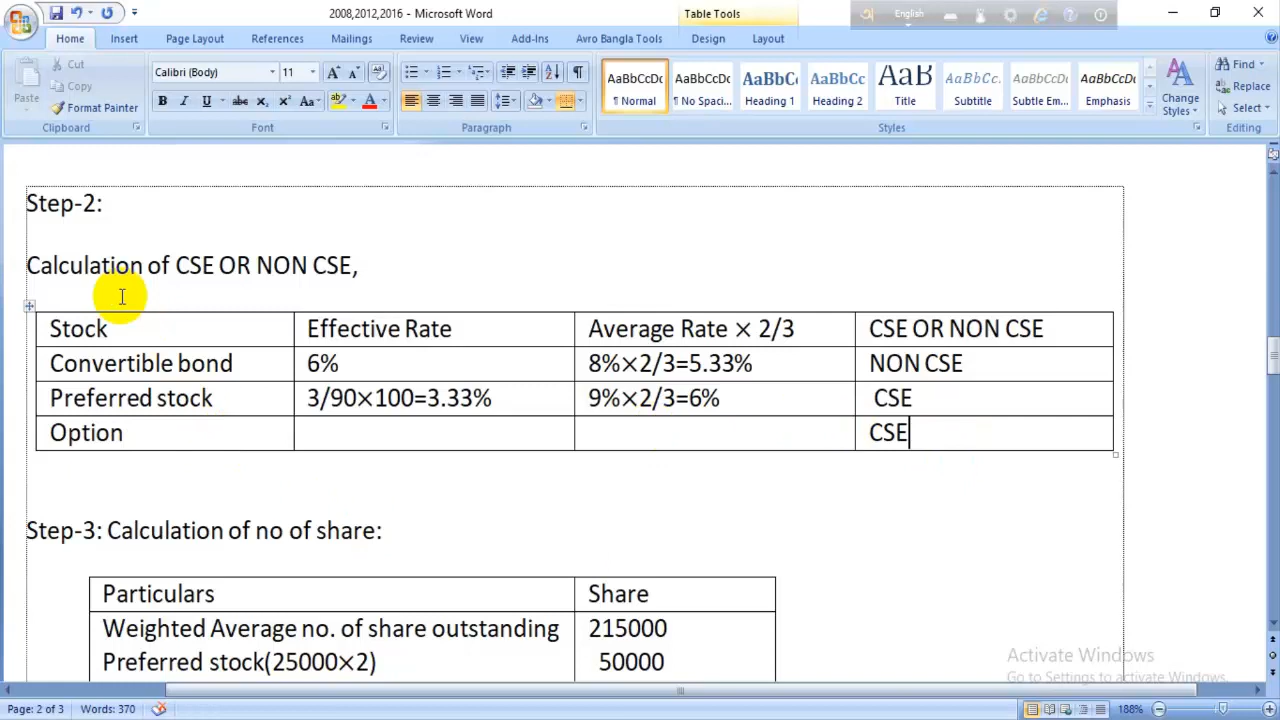 2008,2012,2016 - Microsoft Word
Table Tools
English
Home Insert Page Layout References Mailings Review View Add-Ins Avro Bangla Tools Design Layout
Paste
Cut
Copy
Format Painter
Clipboard
Calibri (Body) 11
Font
Paragraph
AaBbCcDc AaBbCcDc AaBbCc AaBbCc AaB AaBbCc. AaBbCcDc AaBbCcDc
¶ Normal ¶ No Spaci... Heading 1 Heading 2 Title Subtitle Subtle Em... Emphasis
Change Styles
Styles
Find
Replace
Select
Editing
Step-2:
Calculation of CSE OR NON CSE,
Stock Effective Rate Average Rate × 2/3 CSE OR NON CSE
Convertible bond 6% 8%×2/3=5.33% NON CSE
Preferred stock 3/90×100=3.33% 9%×2/3=6% CSE
Option CSE
Step-3: Calculation of no of share:
Particulars Share
Weighted Average no. of share outstanding 215000
Preferred stock(25000×2) 50000
Activate Windows
Go to Settings to activate Windows.
Page: 2 of 3 Words: 370 188%